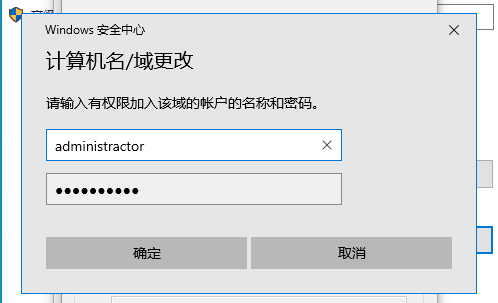 Windows 安全中心
计算机名/域更改
请输入有权限加入该域的帐户的名称和密码。
administractor
●●●●●●●●●●
确定
取消